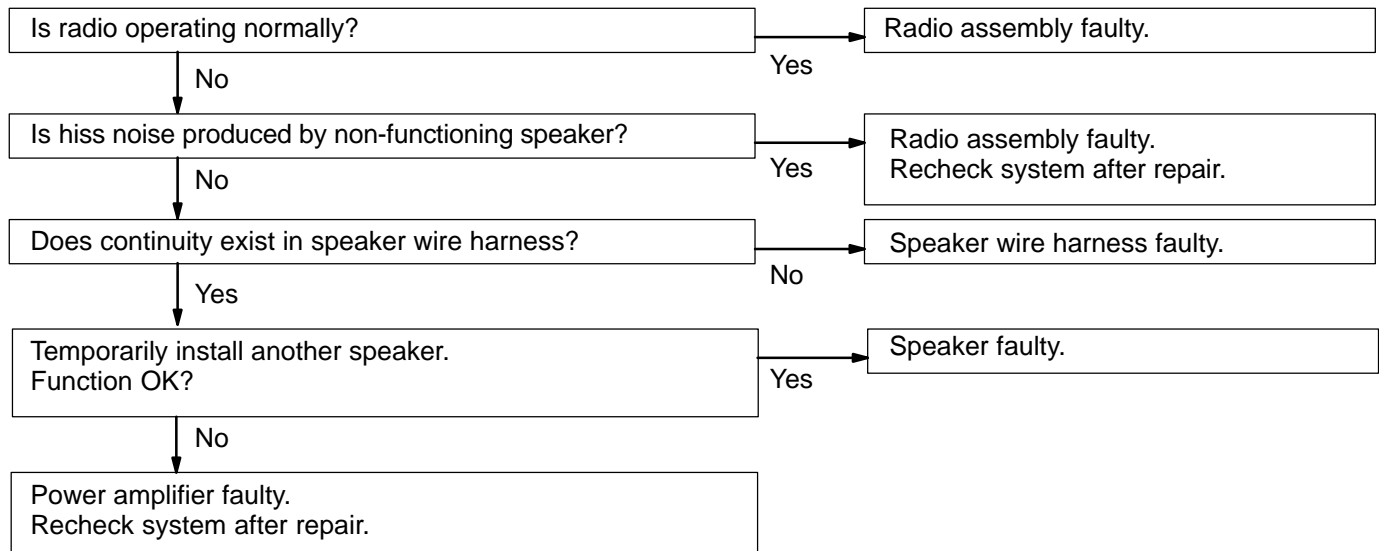 Is radio operating normally?
Yes
Radio assembly faulty.
No
Is hiss noise produced by non-functioning speaker?
Yes
Radio assembly faulty.
Recheck system after repair.
No
Does continuity exist in speaker wire harness?
No
Speaker wire harness faulty.
Yes
Temporarily install another speaker.
Function OK?
Yes
Speaker faulty.
No
Power amplifier faulty.
Recheck system after repair.